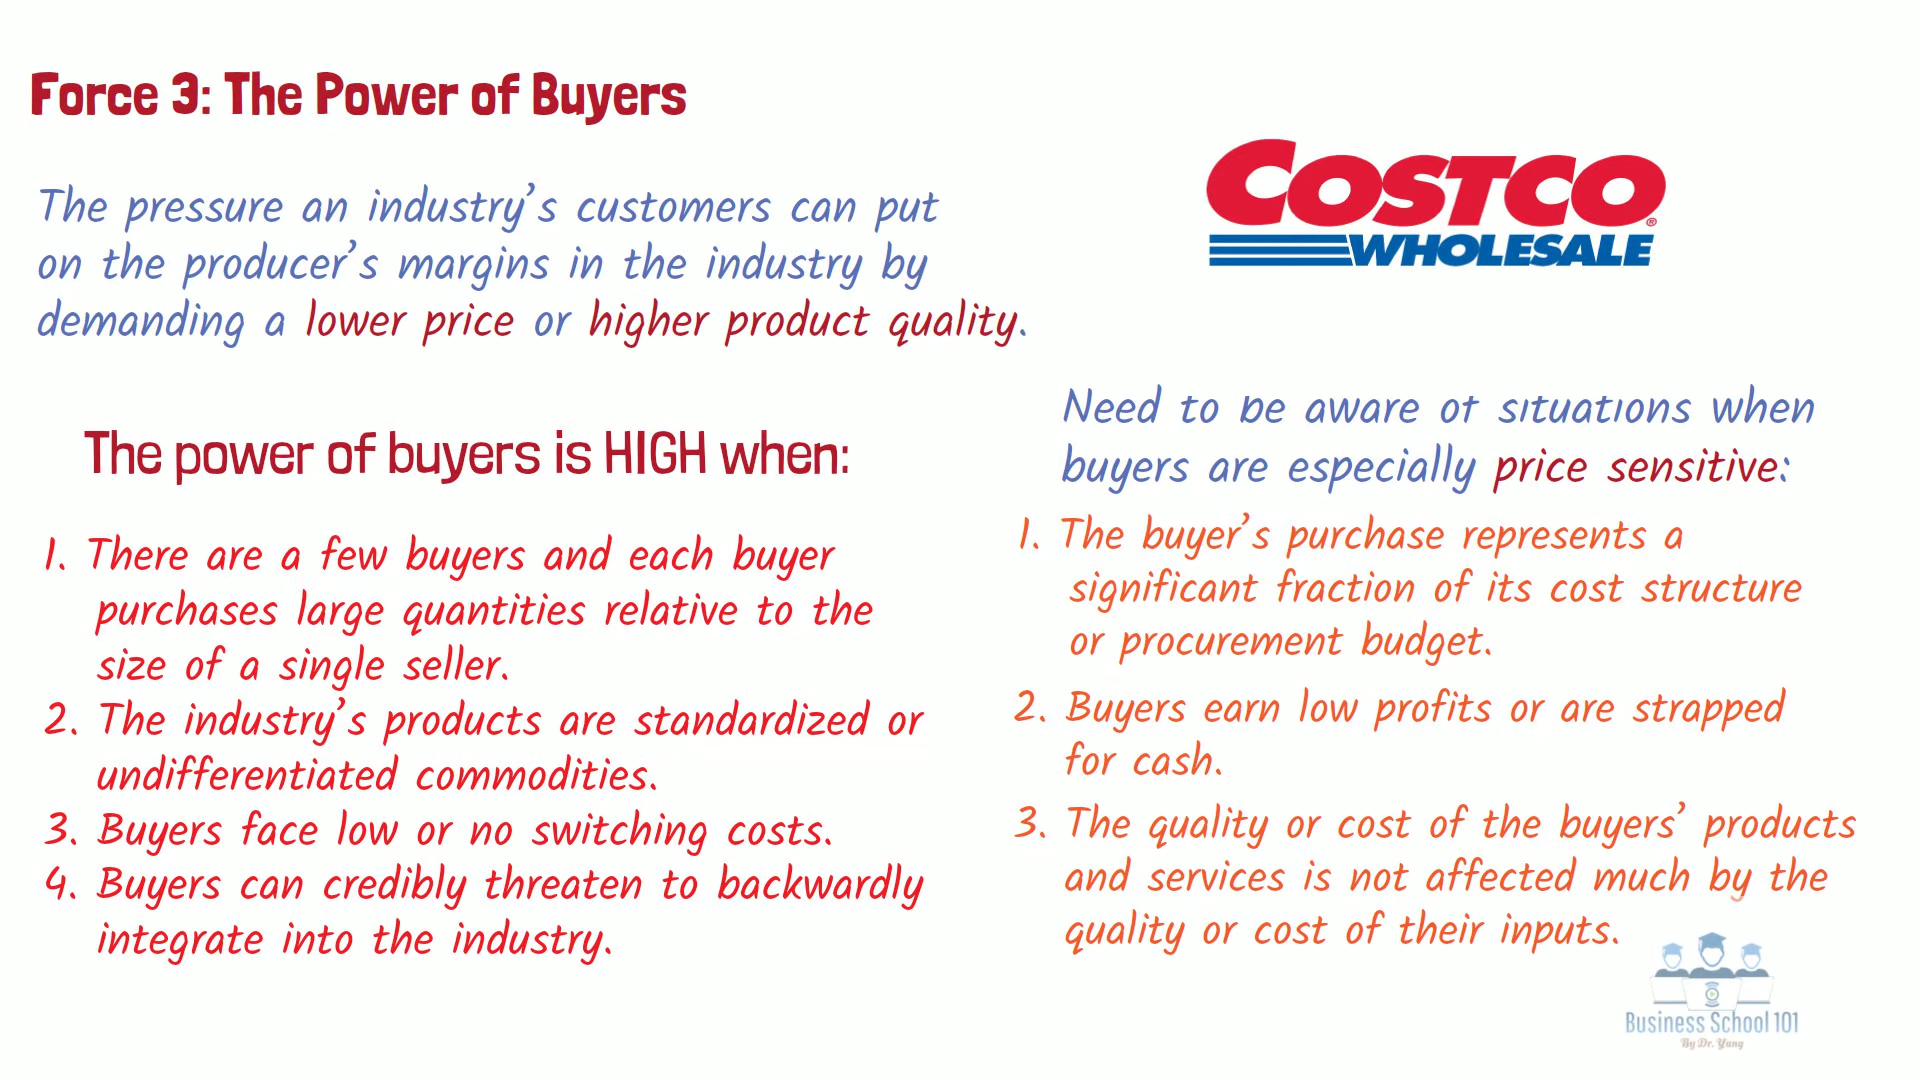 Force 3: The Power of Buyers
The pressure an industry's customers can put
on the producer's margins in the industry by
demanding a lower price or higher product quality.
The power of buyers is HIGH when:
1. There are a few buyers and each buyer
purchases large quantities relative to the
size of a single seller.
2. The industry's products are standardized or
undifferentiated commodities.
3. Buyers face low or no switching costs.
4. Buyers can credibly threaten to backwardly
integrate into the industry.
COSTCO®
WHOLESALE
Need to be aware of situations when
buyers are especially price sensitive:
1. The buyer's purchase represents a
significant fraction of its cost structure
or procurement budget.
2. Buyers earn low profits or are strapped
for cash.
3. The quality or cost of the buyers' products
and services is not affected much by the
quality or cost of their inputs.
Business School 101
By Dr. Yang